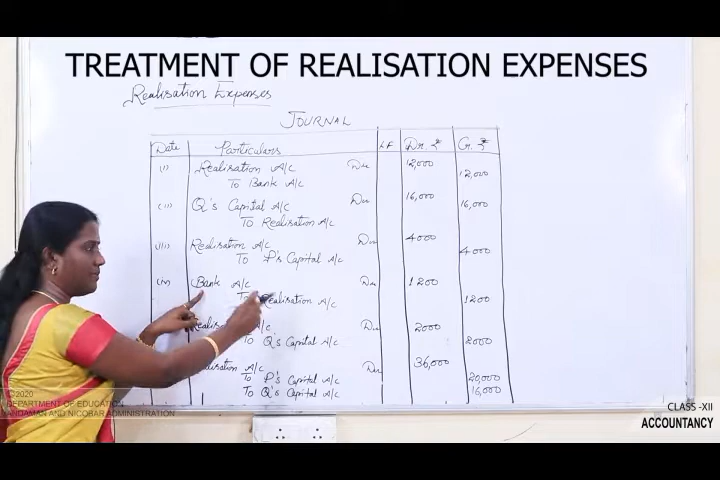 TREATMENT OF REALISATION EXPENSES
Realisation Expenses
JOURNAL
Date Particulars LF Dr. ₹ Cr. ₹
(i) Realisation A/c Dr 12,000
To Bank A/c 12,000
(ii) Q's Capital A/c Dr 16,000
To Realisation A/c 16,000
(iii) Realisation A/c Dr 4000
To P's Capital A/c 4000
(iv) Bank A/c Dr 1200
To Realisation A/c 1200
A/c Dr 2000
To Q's Capital A/c 2000
A/c Dr 36,000
To P's Capital A/c 20,000
To Q's Capital A/c 16,000
©2020
DEPARTMENT OF EDUCATION
ANDAMAN AND NICOBAR ADMINISTRATION
CLASS -XII
ACCOUNTANCY